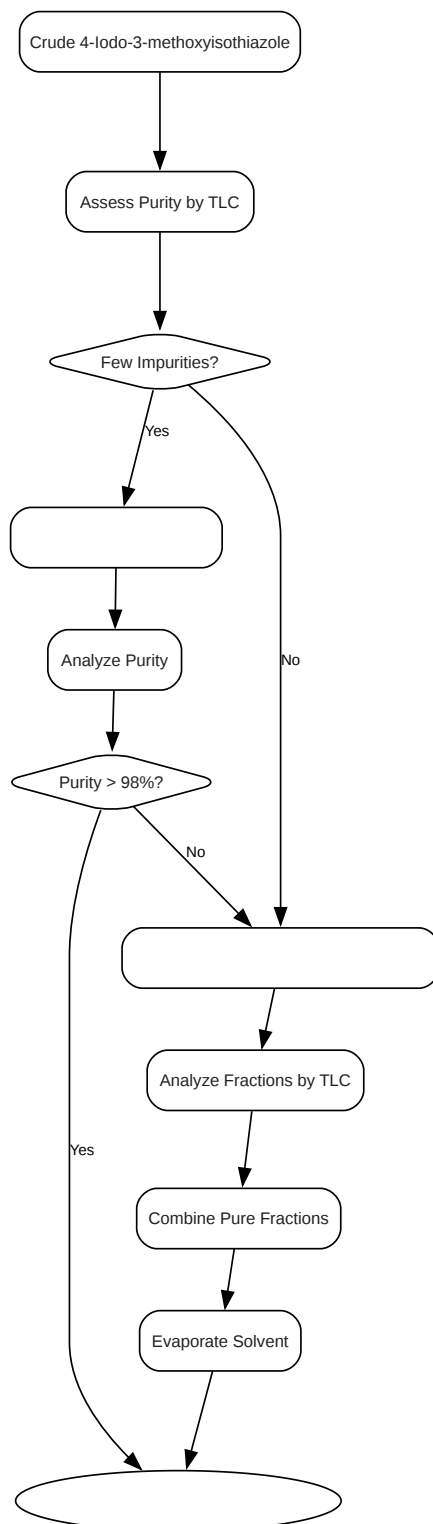 Crude 4-Iodo-3-methoxyisothiazole
Assess Purity by TLC
Few Impurities?
Yes
No
Analyze Purity
Purity > 98%?
No
Analyze Fractions by TLC
Yes
Combine Pure Fractions
Evaporate Solvent